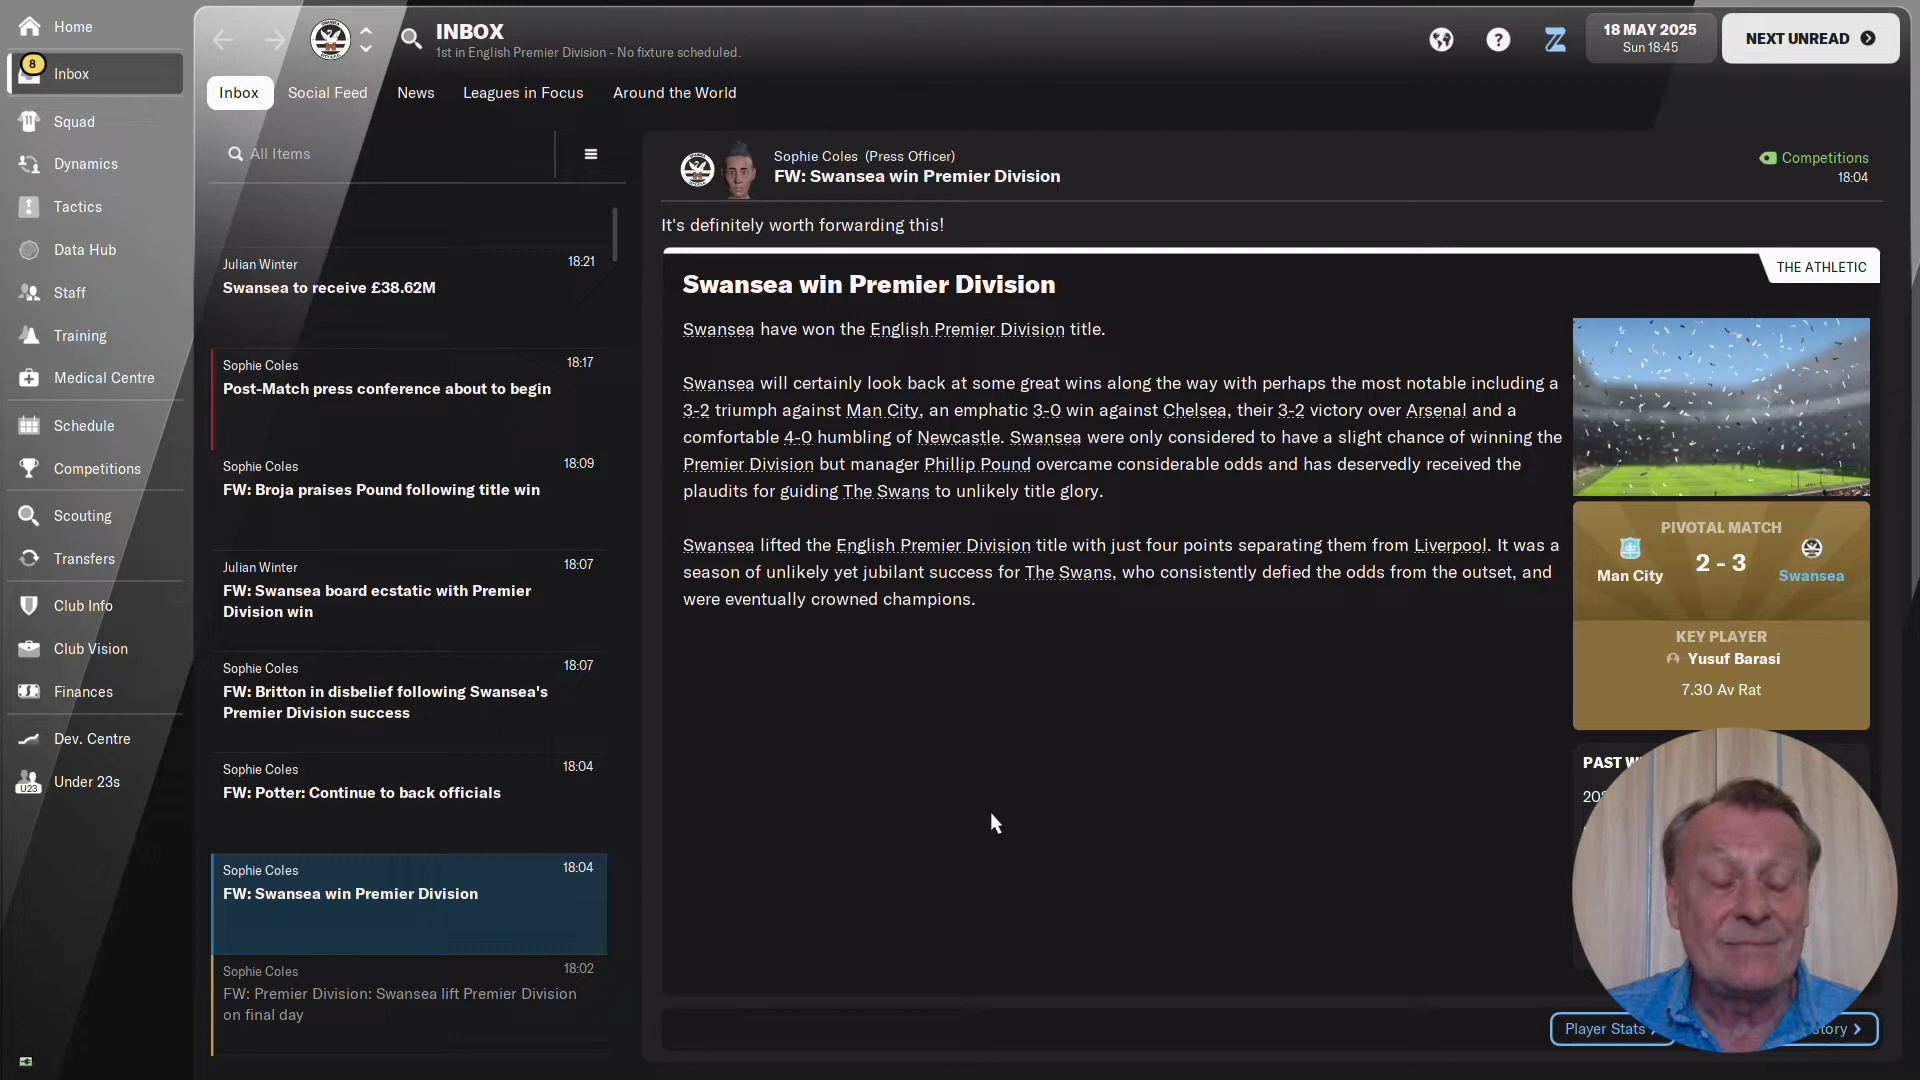 Home
8
Inbox
Squad
Dynamics
Tactics
Data Hub
Staff
Training
Medical Centre
Schedule
Competitions
Scouting
Transfers
Club Info
Club Vision
Finances
Dev. Centre
U23
Under 23s
INBOX
1st in English Premier Division - No fixture scheduled.
18 MAY 2025
Sun 18:45
NEXT UNREAD
Inbox
Social Feed
News
Leagues in Focus
Around the World
All Items
Julian Winter
18:21
Swansea to receive £38.62M
Sophie Coles
18:17
Post-Match press conference about to begin
Sophie Coles
18:09
FW: Broja praises Pound following title win
Julian Winter
18:07
FW: Swansea board ecstatic with Premier
Division win
Sophie Coles
18:07
FW: Britton in disbelief following Swansea's
Premier Division success
Sophie Coles
18:04
FW: Potter: Continue to back officials
Sophie Coles
18:04
FW: Swansea win Premier Division
Sophie Coles
18:02
FW: Premier Division: Swansea lift Premier Division
on final day
Sophie Coles (Press Officer)
FW: Swansea win Premier Division
Competitions
18:04
It's definitely worth forwarding this!
THE ATHLETIC
Swansea win Premier Division
Swansea have won the English Premier Division title.
Swansea will certainly look back at some great wins along the way with perhaps the most notable including a
3-2 triumph against Man City, an emphatic 3-0 win against Chelsea, their 3-2 victory over Arsenal and a
comfortable 4-0 humbling of Newcastle. Swansea were only considered to have a slight chance of winning the
Premier Division but manager Phillip Pound overcame considerable odds and has deservedly received the
plaudits for guiding The Swans to unlikely title glory.
Swansea lifted the English Premier Division title with just four points separating them from Liverpool. It was a
season of unlikely yet jubilant success for The Swans, who consistently defied the odds from the outset, and
were eventually crowned champions.
PIVOTAL MATCH
Man City
2 - 3
Swansea
KEY PLAYER
Yusuf Barasi
7.30 Av Rat
PAST
Player Stats